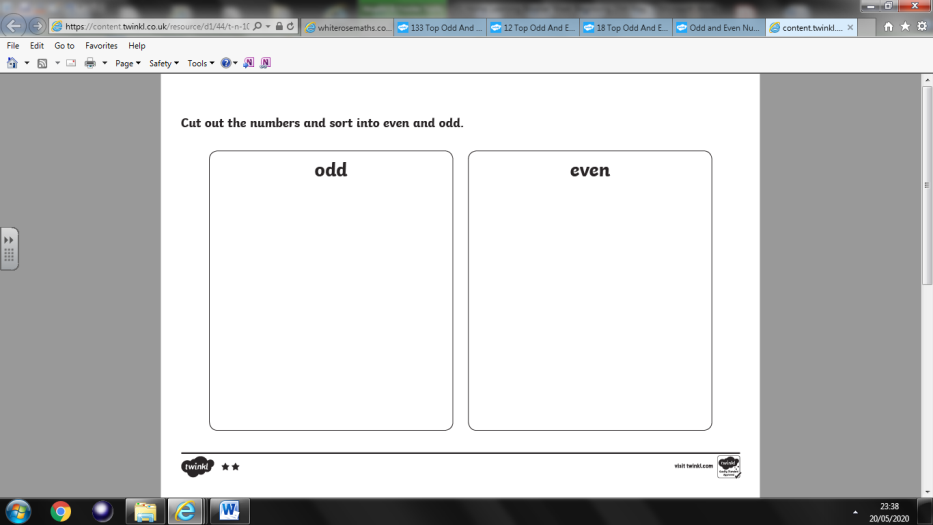 https://content.twinkl.co.uk/resource/d1/44/t-n-10
whiterosemaths.co...
133 Top Odd And ...
12 Top Odd And E...
18 Top Odd And E...
Odd and Even Nu...
content.twinkl....
File Edit Go to Favorites Help
Page Safety Tools
Cut out the numbers and sort into even and odd.
odd even
twinkl
visit twinkl.com
twinkl
23:38
20/05/2020